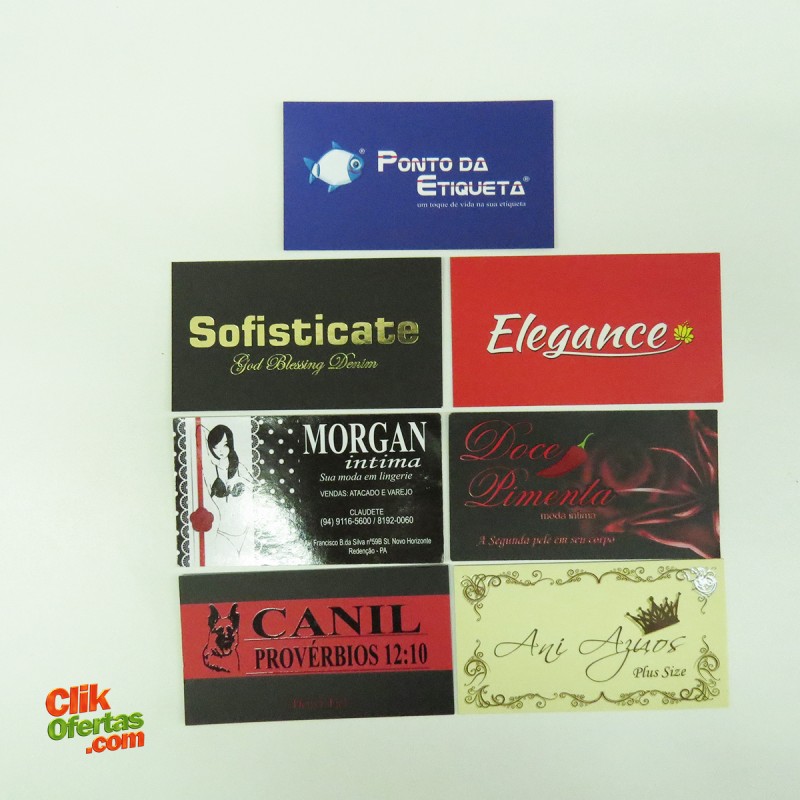 PONTO DA
ETIQUETA®
um toque de vida na sua etiqueta
Sofisticate
God Blessing Denim
Elegance
MORGAN
intima
Sua moda em lingerie
VENDAS: ATACADO E VAREJO
CLAUDETE
(94) 9116-5600 / 8192-0060
Francisco B.da Silva nº59B St. Novo Horizonte
Redenção - PA
Doce
Pimenta
moda íntima
A Segunda pele em seu corpo
CANIL
PROVÉRBIOS 12:10
Ani Azuos
Plus Size
Clik
Ofertas
.com